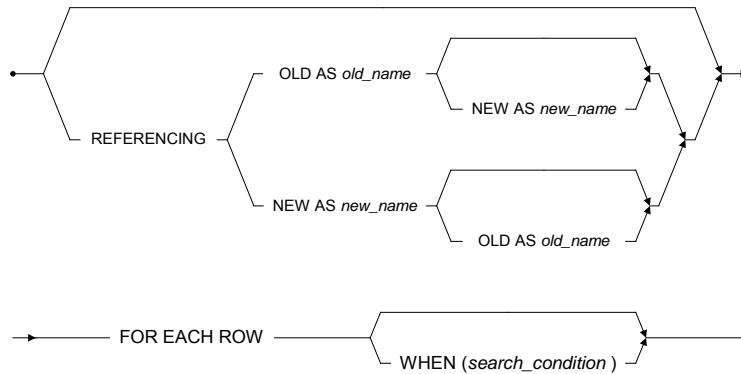 OLD AS old_name
NEW AS new_name
REFERENCING
NEW AS new_name
OLD AS old_name
FOR EACH ROW
WHEN (search_condition )